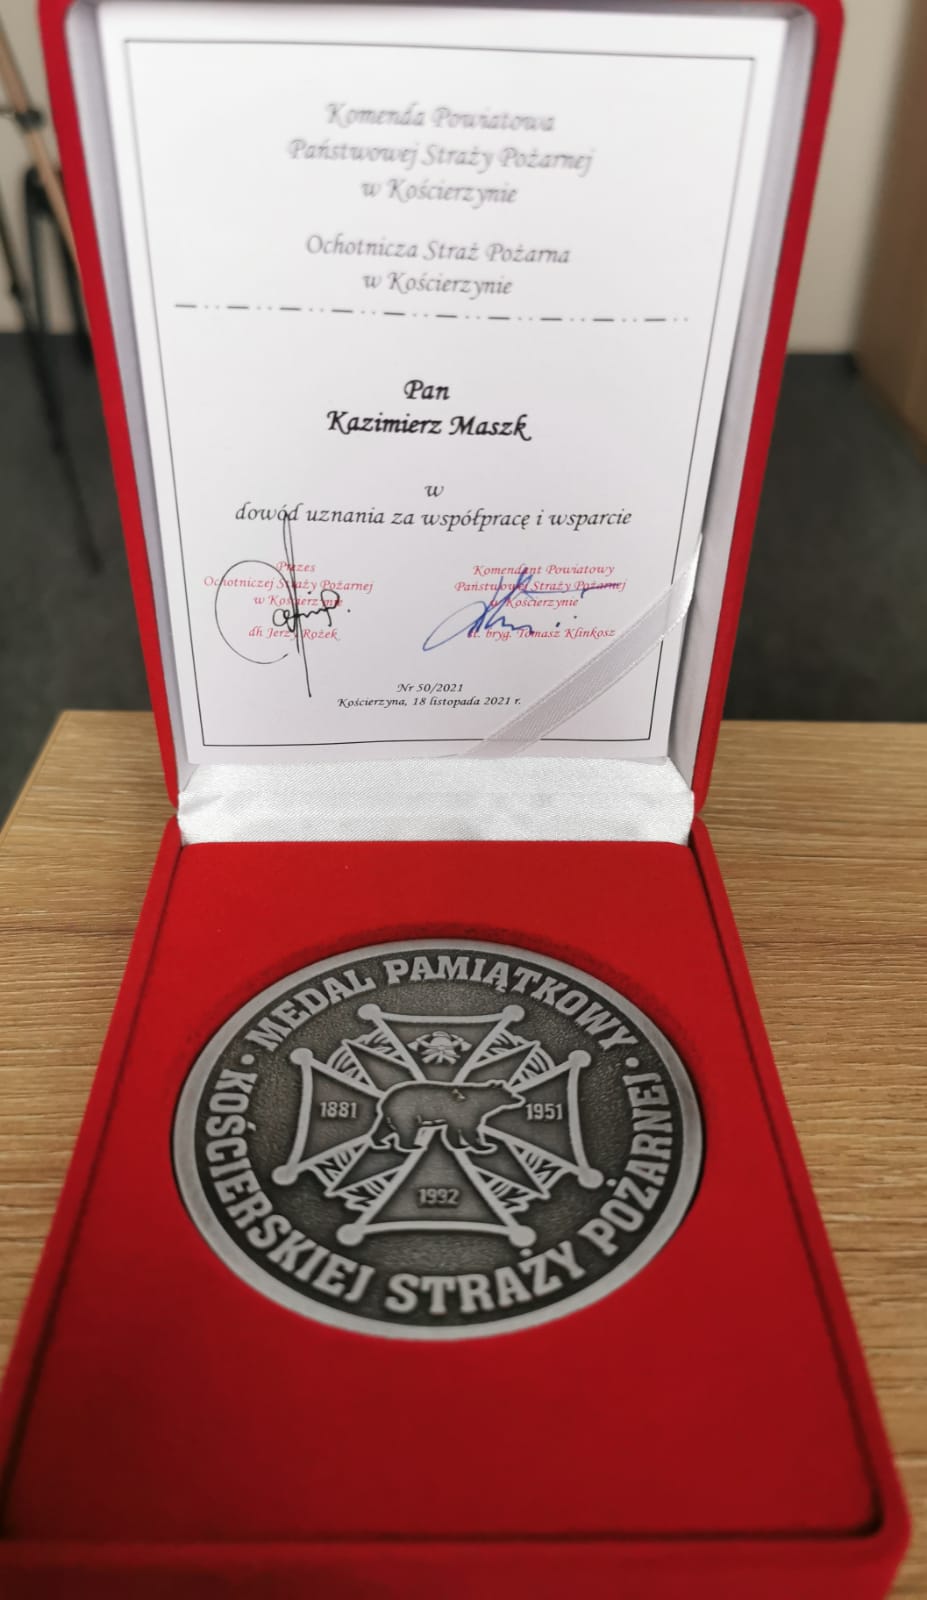 Komenda Powiatowa
Państwowej Straży Pożarnej
w Kościerzynie
Ochotnicza Straż Pożarna
w Kościerzynie
Pan
Kazimierz Maszk
w
dowód uznania za współpracę i wsparcie
Prezes
Ochotniczej Straży Pożarnej
w Kościerzynie
dh Jerzy Rożek
Komendant Powiatowy
Państwowej Straży Pożarnej
w Kościerzynie
st. bryg. Tomasz Klinkosz
Nr 50/2021
Kościerzyna, 18 listopada 2021 r.
• MEDAL PAMIĄTKOWY •
KOŚCIERSKIEJ STRAŻY POŻARNEJ
1881
1951
1992